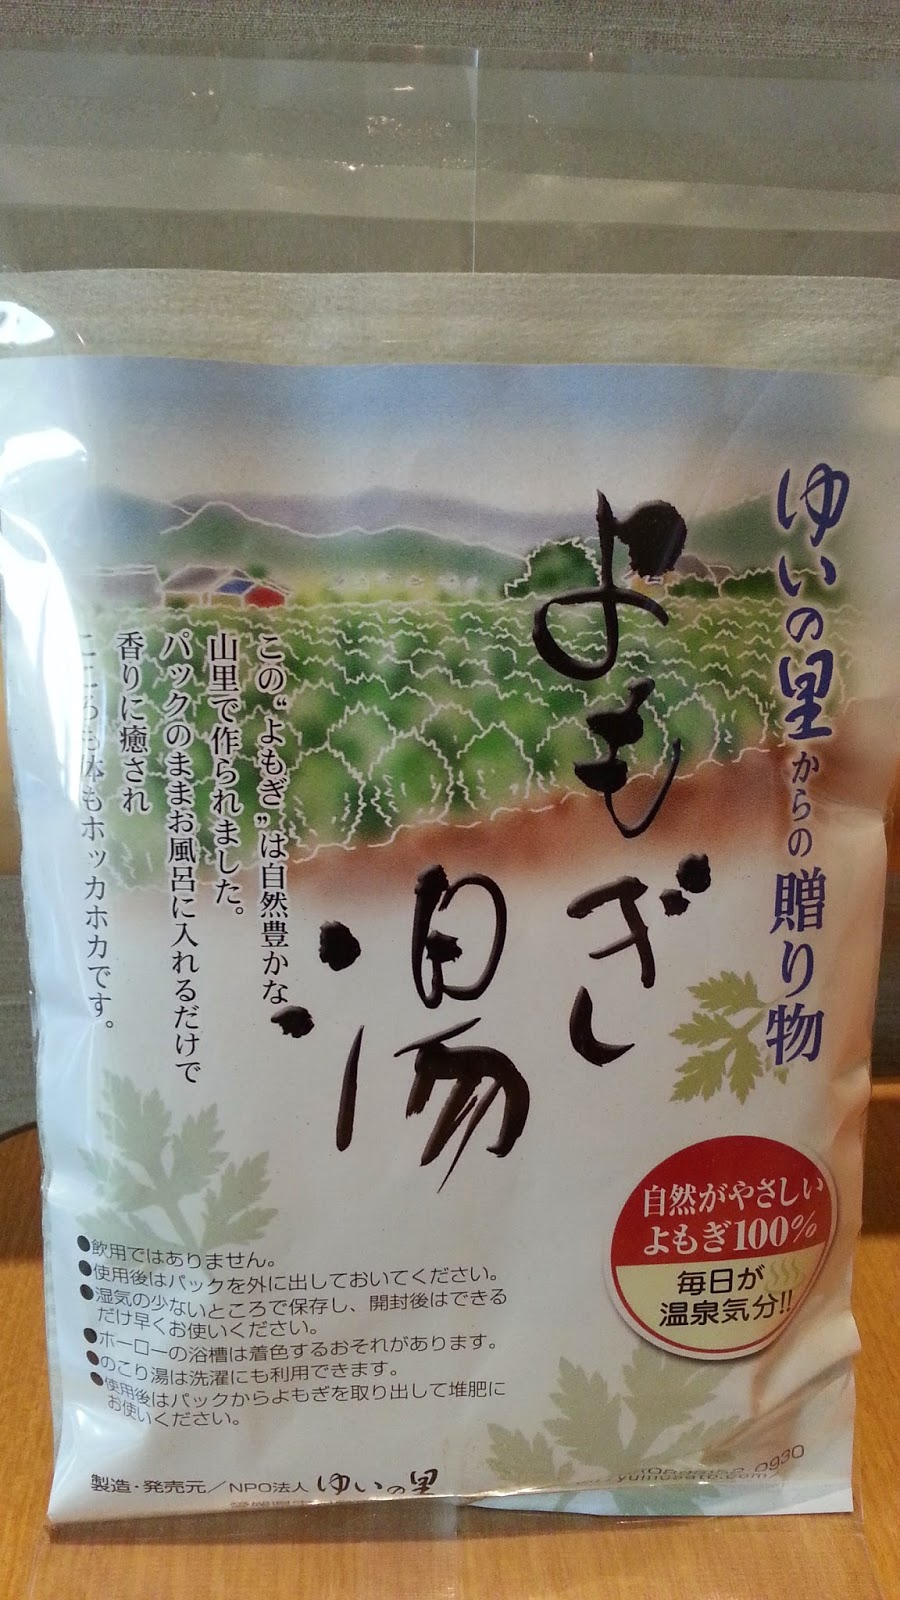 ゆいの里からの贈り物
よもぎ
湯
この“よもぎ”は自然豊かな
山里で作られました。
パックのままお風呂に入れるだけで
香りに癒され
こころも体もホッカホカです。
自然がやさしい
よもぎ100%
毎日が
温泉気分!!
●飲用ではありません。
●使用後はパックを外に出しておいてください。
●湿気の少ないところで保存し、開封後はできる
だけ早くお使いください。
●ホーローの浴槽は着色するおそれがあります。
●のこり湯は洗濯にも利用できます。
●使用後はパックからよもぎを取り出して堆肥に
お使いください。
製造・発売元／NPO法人 ゆいの里
0930